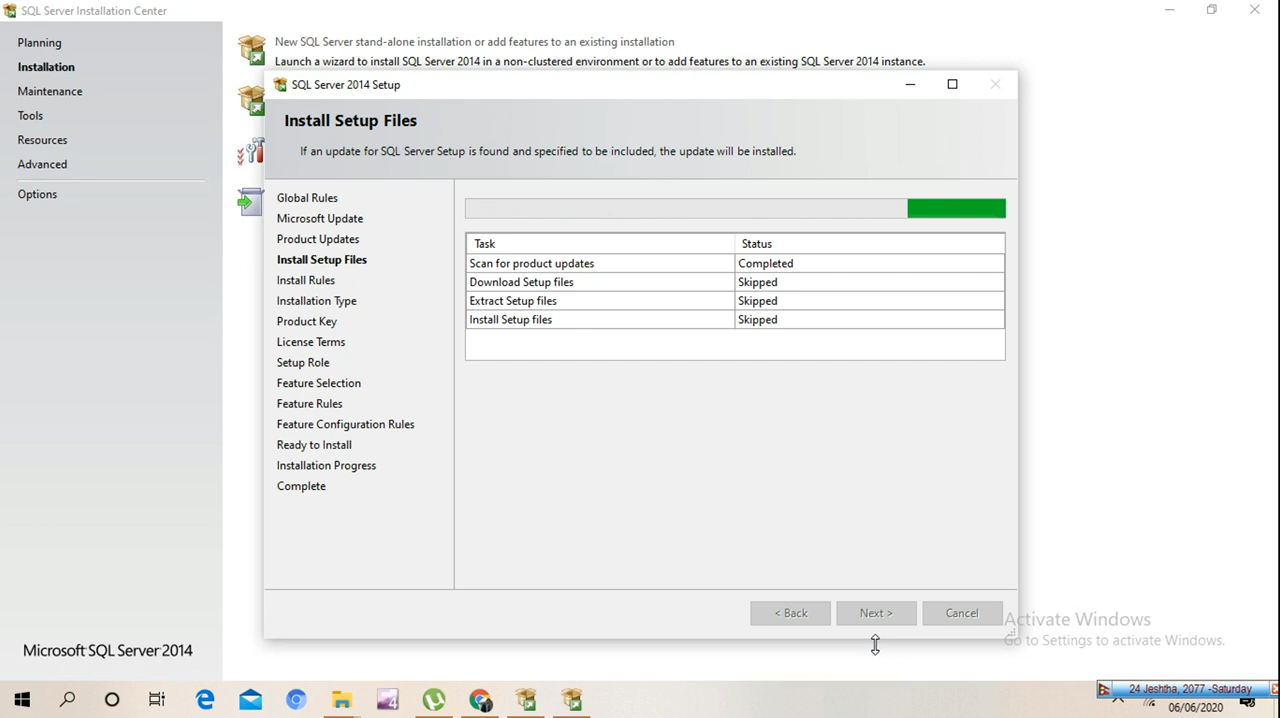 SQL Server Installation Center
Planning
Installation
Maintenance
Tools
Resources
Advanced
Options
New SQL Server stand-alone installation or add features to an existing installation
Launch a wizard to install SQL Server 2014 in a non-clustered environment or to add features to an existing SQL Server 2014 instance.
SQL Server 2014 Setup
Install Setup Files
If an update for SQL Server Setup is found and specified to be included, the update will be installed.
Global Rules
Microsoft Update
Product Updates
Install Setup Files
Install Rules
Installation Type
Product Key
License Terms
Setup Role
Feature Selection
Feature Rules
Feature Configuration Rules
Ready to Install
Installation Progress
Complete
Task Status
Scan for product updates Completed
Download Setup files Skipped
Extract Setup files Skipped
Install Setup files Skipped
< Back Next > Cancel
Activate Windows
Go to Settings to activate Windows.
Microsoft SQL Server 2014
24 Jeshtha, 2077 -Saturday
06/06/2020